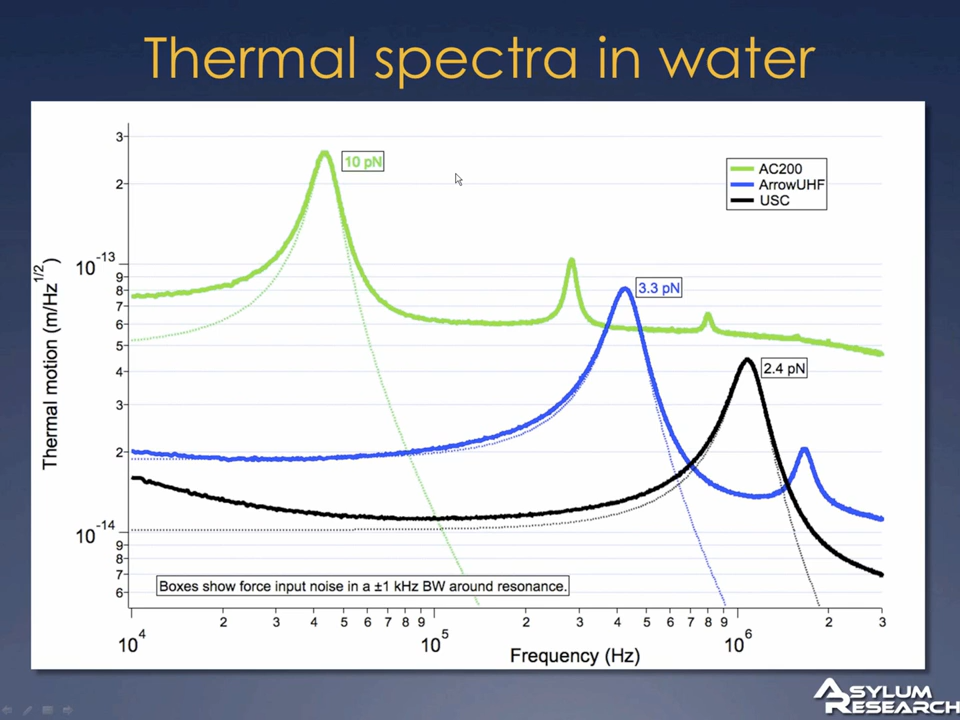 Thermal spectra in water
Thermal motion (m/Hz^1/2)
3
2
10^-13
9
8
7
6
5
4
3
2
10^-14
9
8
7
6
10 pN
3.3 pN
2.4 pN
AC200
ArrowUHF
USC
Boxes show force input noise in a ±1 kHz BW around resonance.
10^4 2 3 4 5 6 7 8 9 10^5 2 3 4 5 6 7 8 9 10^6 2 3
Frequency (Hz)
ASYLUM
RESEARCH